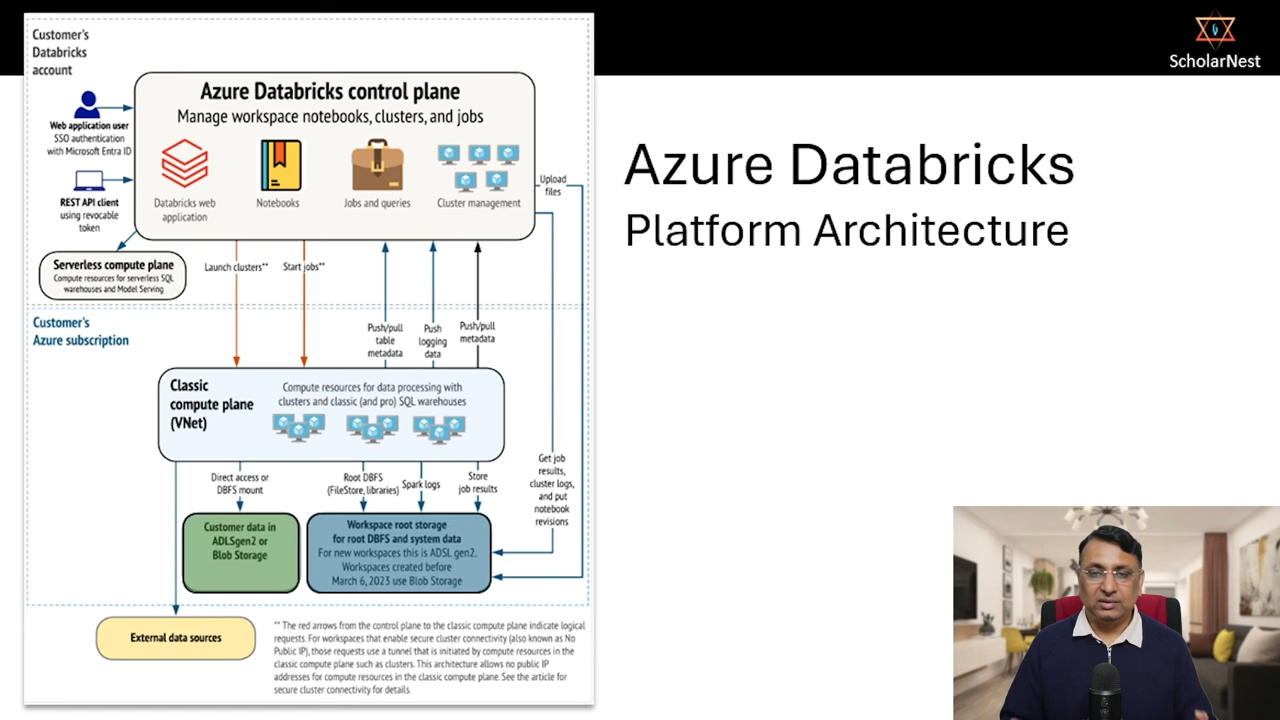 Customer's
Databricks
account
Azure Databricks control plane
Manage workspace notebooks, clusters, and jobs
Web application user
SSO authentication
with Microsoft Entra ID
REST API client
using revocable
token
Databricks web
application
Notebooks
Jobs and queries
Cluster management
Upload
files
Serverless compute plane
Compute resources for serverless SQL
warehouses and Model Serving
Launch clusters**
Start jobs**
Customer's
Azure subscription
Push/pull
table
metadata
Push
logging
data
Push/pull
metadata
Classic
compute plane
(VNet)
Compute resources for data processing with
clusters and classic (and pro) SQL warehouses
Direct access or
DBFS mount
Root DBFS
(FileStore, libraries)
Spark logs
Store
job results
Get job
results,
cluster logs,
and put
notebook
revisions
Customer data in
ADLSgen2 or
Blob Storage
Workspace root storage
for root DBFS and system data
For new workspaces this is ADSL gen2.
Workspaces created before
March 6, 2023 use Blob Storage
External data sources
** The red arrows from the control plane to the classic compute plane indicate logical
requests. For workspaces that enable secure cluster connectivity (also known as No
Public IP), those requests use a tunnel that is initiated by compute resources in the
classic compute plane such as clusters. This architecture allows no public IP
addresses for compute resources in the classic compute plane. See the article for
secure cluster connectivity for details.
ScholarNest
Azure Databricks
Platform Architecture